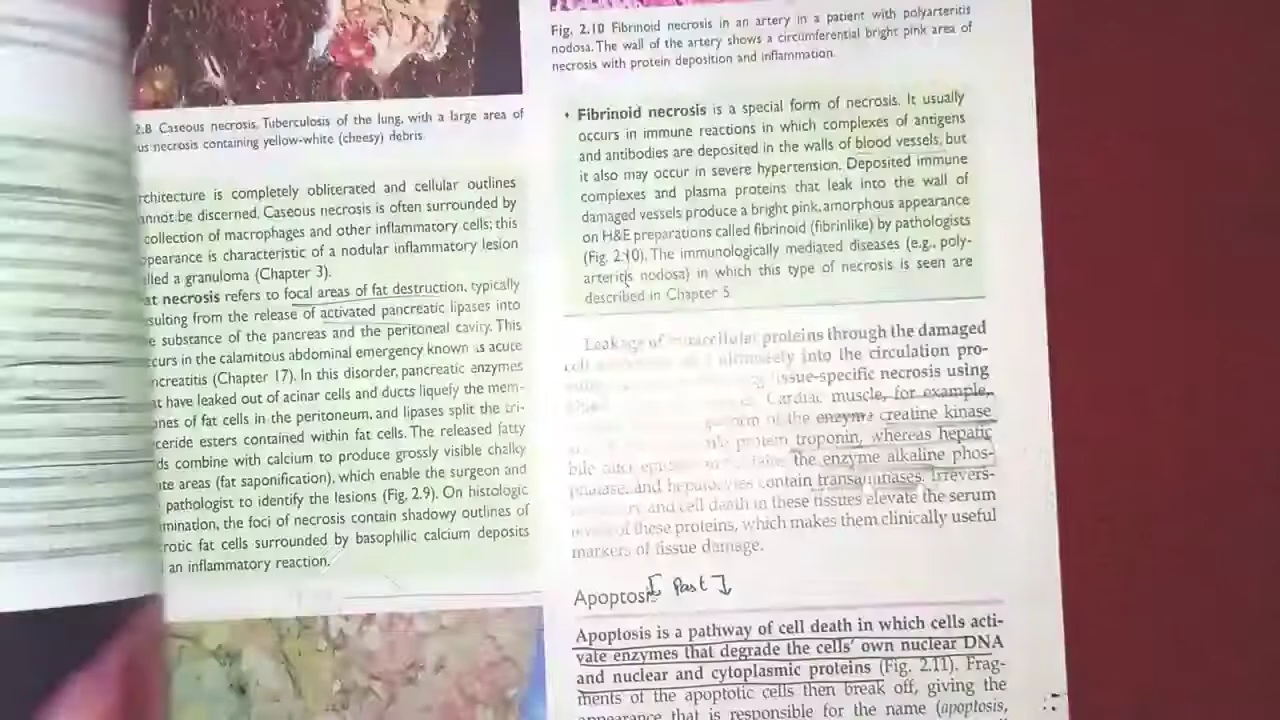 2.8 Caseous necrosis. Tuberculosis of the lung, with a large area of
us necrosis containing yellow-white (cheesy) debris.
rchitecture is completely obliterated and cellular outlines
annot be discerned. Caseous necrosis is often surrounded by
collection of macrophages and other inflammatory cells; this
ppearance is characteristic of a nodular inflammatory lesion
lled a granuloma (Chapter 3).
at necrosis refers to focal areas of fat destruction, typically
sulting from the release of activated pancreatic lipases into
e substance of the pancreas and the peritoneal cavity. This
ccurs in the calamitous abdominal emergency known as acute
ncreatitis (Chapter 17). In this disorder, pancreatic enzymes
at have leaked out of acinar cells and ducts liquefy the mem-
anes of fat cells in the peritoneum, and lipases split the tri-
ceride esters contained within fat cells. The released fatty
ds combine with calcium to produce grossly visible chalky
te areas (fat saponification), which enable the surgeon and
pathologist to identify the lesions (Fig. 2.9). On histologic
mination, the foci of necrosis contain shadowy outlines of
rotic fat cells surrounded by basophilic calcium deposits
an inflammatory reaction.
Fig. 2.10 Fibrinoid necrosis in an artery in a patient with polyarteritis
nodosa. The wall of the artery shows a circumferential bright pink area of
necrosis with protein deposition and inflammation.
• Fibrinoid necrosis is a special form of necrosis. It usually
occurs in immune reactions in which complexes of antigens
and antibodies are deposited in the walls of blood vessels, but
it also may occur in severe hypertension. Deposited immune
complexes and plasma proteins that leak into the wall of
damaged vessels produce a bright pink, amorphous appearance
on H&E preparations called fibrinoid (fibrinlike) by pathologists
(Fig. 2.10). The immunologically mediated diseases (e.g., poly-
arteritis nodosa) in which this type of necrosis is seen are
described in Chapter 5.
Leakage of intracellular proteins through the damaged
cell ultimately into the circulation pro-
tissue-specific necrosis using
Cardiac muscle, for example,
of the enzyme creatine kinase
protein troponin, whereas hepatic
bile duct the enzyme alkaline phos-
phatase, and hepatocytes contain transaminases. Irrevers-
and cell death in these tissues elevate the serum
of these proteins, which makes them clinically useful
markers of tissue damage.
Apoptosis [ Past ]
Apoptosis is a pathway of cell death in which cells acti-
vate enzymes that degrade the cells' own nuclear DNA
and nuclear and cytoplasmic proteins (Fig. 2.11). Frag-
ments of the apoptotic cells then break off, giving the
appearance that is responsible for the name (apoptosis,